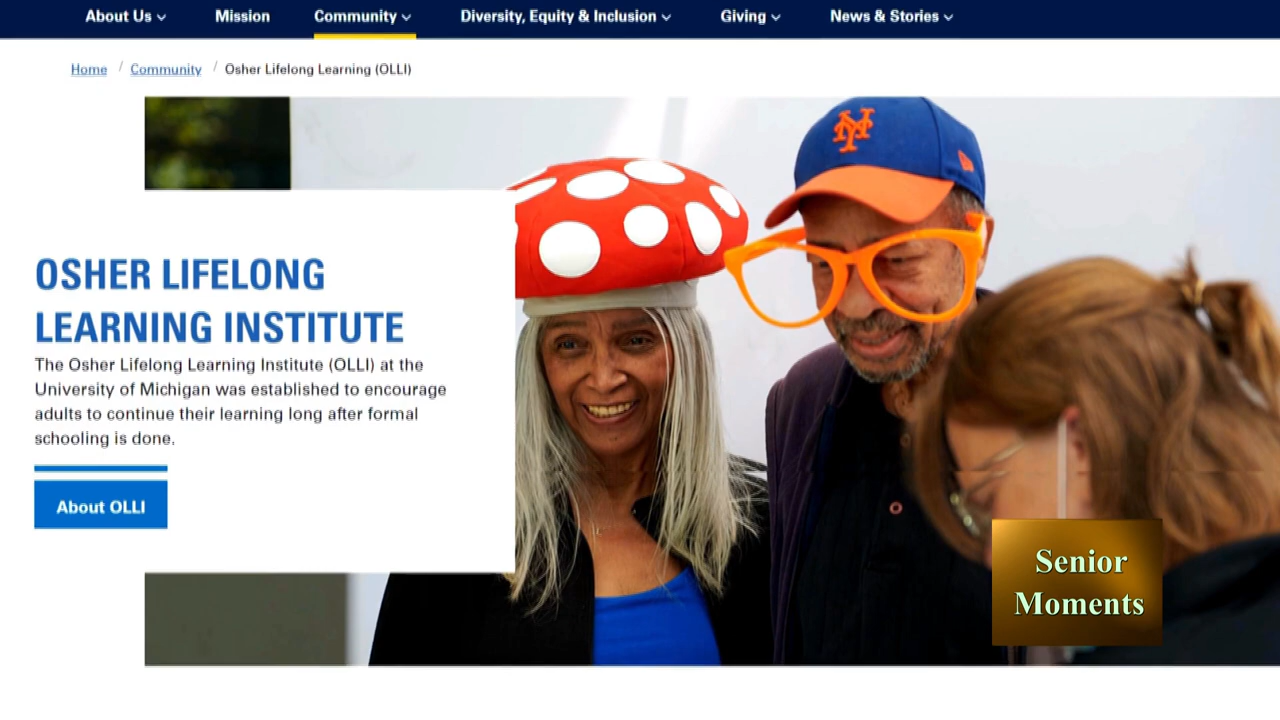 About Us Mission Community Diversity, Equity & Inclusion Giving News & Stories
Home / Community / Osher Lifelong Learning (OLLI)
NY
OSHER LIFELONG
LEARNING INSTITUTE
The Osher Lifelong Learning Institute (OLLI) at the
University of Michigan was established to encourage
adults to continue their learning long after formal
schooling is done.
About OLLI
Senior
Moments